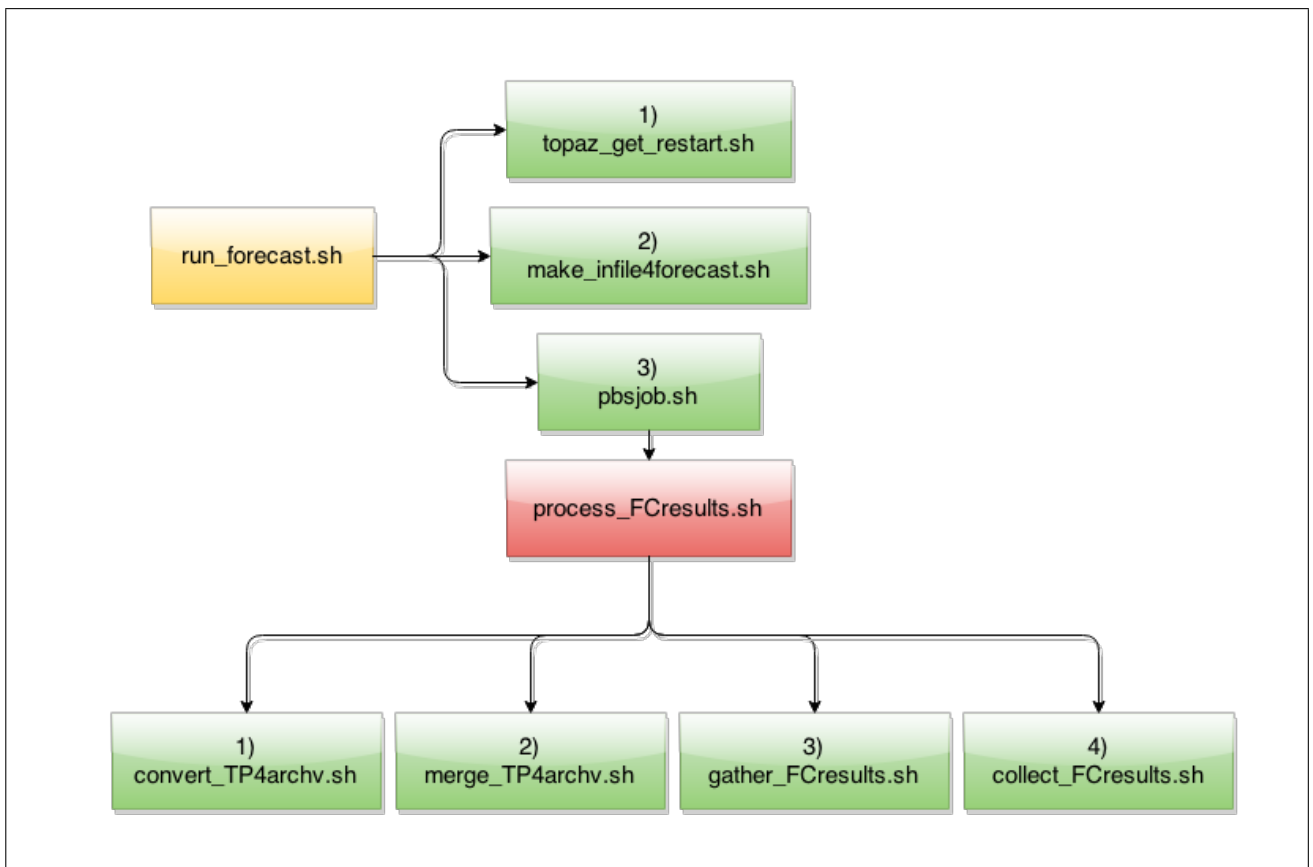 1)
topaz_get_restart.sh
run_forecast.sh
2)
make_infile4forecast.sh
3)
pbsjob.sh
process_FCresults.sh
1)
convert_TP4archv.sh
2)
merge_TP4archv.sh
3)
gather_FCresults.sh
4)
collect_FCresults.sh